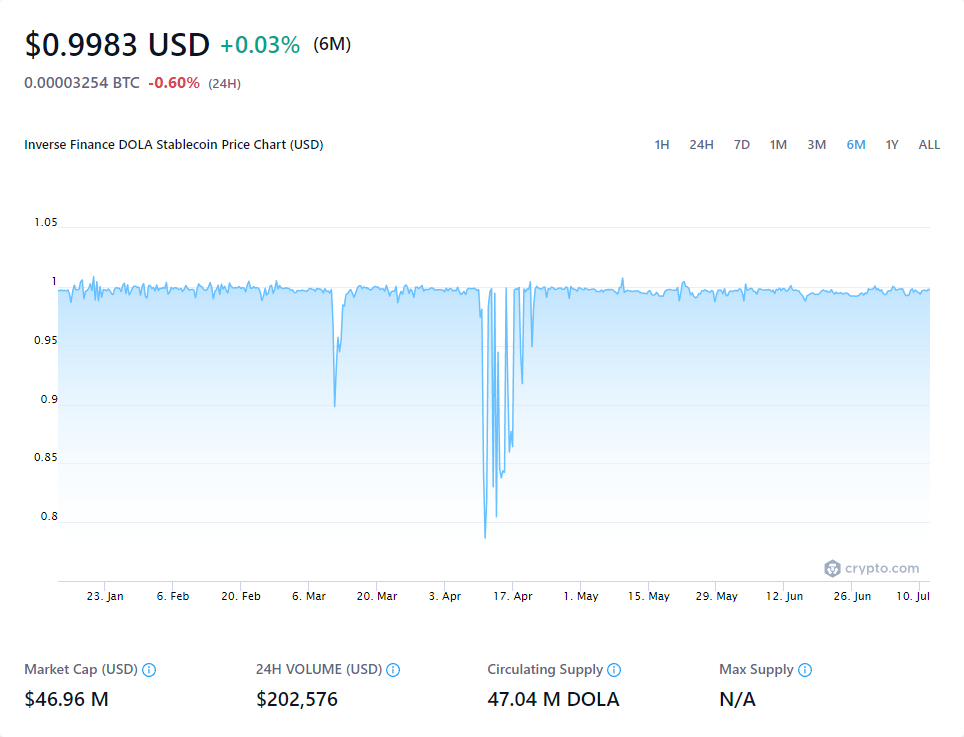 $0.9983 USD +0.03% (6M)
0.00003254 BTC -0.60% (24H)
Inverse Finance DOLA Stablecoin Price Chart (USD) 1H 24H 7D 1M 3M 6M 1Y ALL
1.05
1
0.95
0.9
0.85
0.8
crypto.com
23. Jan 6. Feb 20. Feb 6. Mar 20. Mar 3. Apr 17. Apr 1. May 15. May 29. May 12. Jun 26. Jun 10. Jul
Market Cap (USD) 24H VOLUME (USD) Circulating Supply Max Supply
$46.96 M $202,576 47.04 M DOLA N/A